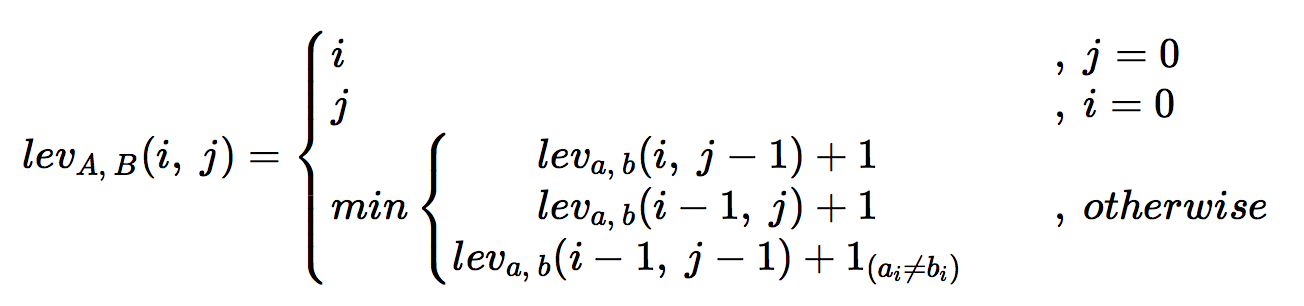 i , j = 0
j , i = 0
lev_{A, B}(i, j) = min lev_{a, b}(i, j − 1) + 1
lev_{a, b}(i − 1, j) + 1 , otherwise
lev_{a, b}(i − 1, j − 1) + 1_{(a_i≠b_i)}